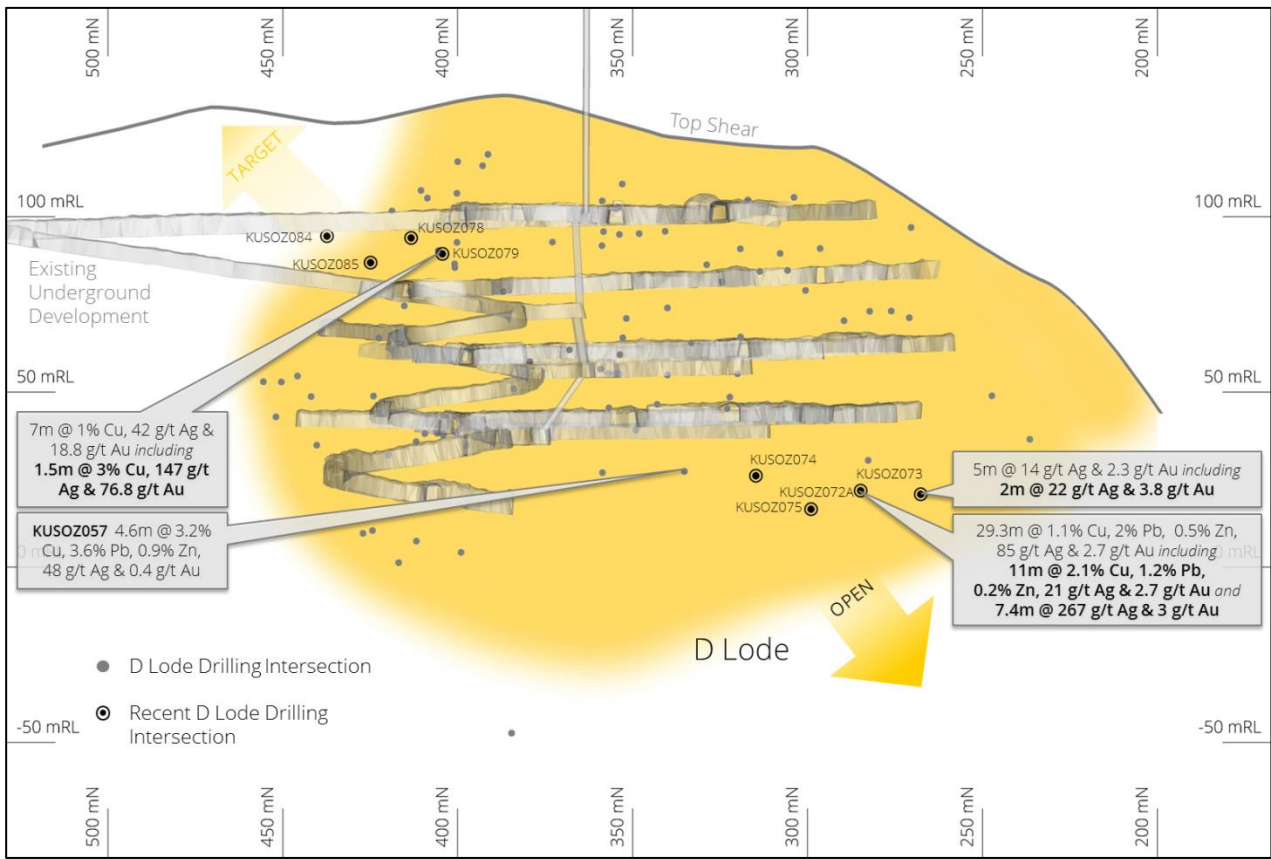 500 mN
450 mN
400 mN
350 mN
300 mN
250 mN
200 mN
Top Shear
TARGET
100 mRL
100 mRL
KUSOZ084
KUSOZ078
KUSOZ079
KUSOZ085
Existing
Underground
Development
50 mRL
50 mRL
7m @ 1% Cu, 42 g/t Ag &
18.8 g/t Au including
1.5m @ 3% Cu, 147 g/t
Ag & 76.8 g/t Au
KUSOZ074
KUSOZ073
KUSOZ072A
KUSOZ075
5m @ 14 g/t Ag & 2.3 g/t Au including
2m @ 22 g/t Ag & 3.8 g/t Au
KUSOZ057 4.6m @ 3.2%
Cu, 3.6% Pb, 0.9% Zn,
48 g/t Ag & 0.4 g/t Au
29.3m @ 1.1% Cu, 2% Pb, 0.5% Zn,
85 g/t Ag & 2.7 g/t Au including
11m @ 2.1% Cu, 1.2% Pb,
0.2% Zn, 21 g/t Ag & 2.7 g/t Au and
7.4m @ 267 g/t Ag & 3 g/t Au
OPEN
D Lode
D Lode Drilling Intersection
Recent D Lode Drilling
Intersection
-50 mRL
-50 mRL
500 mN
450 mN
400 mN
350 mN
300 mN
250 mN
200 mN